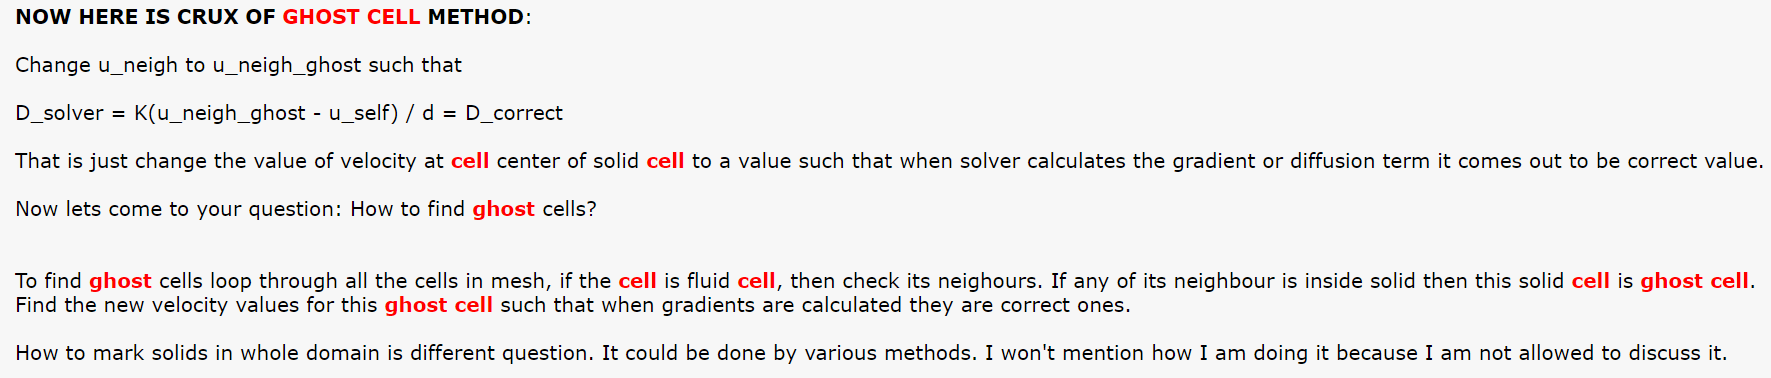 NOW HERE IS CRUX OF GHOST CELL METHOD:
Change u_neigh to u_neigh_ghost such that
D_solver = K(u_neigh_ghost - u_self) / d = D_correct
That is just change the value of velocity at cell center of solid cell to a value such that when solver calculates the gradient or diffusion term it comes out to be correct value.
Now lets come to your question: How to find ghost cells?
To find ghost cells loop through all the cells in mesh, if the cell is fluid cell, then check its neighours. If any of its neighbour is inside solid then this solid cell is ghost cell.
Find the new velocity values for this ghost cell such that when gradients are calculated they are correct ones.
How to mark solids in whole domain is different question. It could be done by various methods. I won't mention how I am doing it because I am not allowed to discuss it.